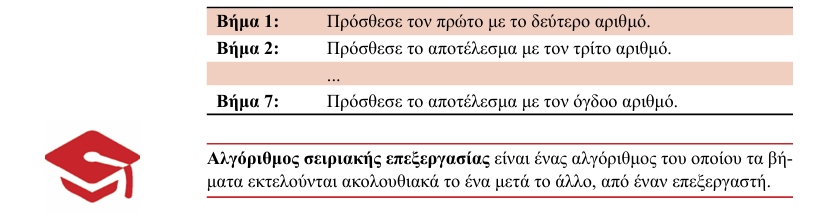 Βήμα 1: Πρόσθεσε τον πρώτο με το δεύτερο αριθμό.
Βήμα 2: Πρόσθεσε το αποτέλεσμα με τον τρίτο αριθμό.
...
Βήμα 7: Πρόσθεσε το αποτέλεσμα με τον όγδοο αριθμό.
Αλγόριθμος σειριακής επεξεργασίας είναι ένας αλγόριθμος του οποίου τα βή-
ματα εκτελούνται ακολουθιακά το ένα μετά το άλλο, από έναν επεξεργαστή.